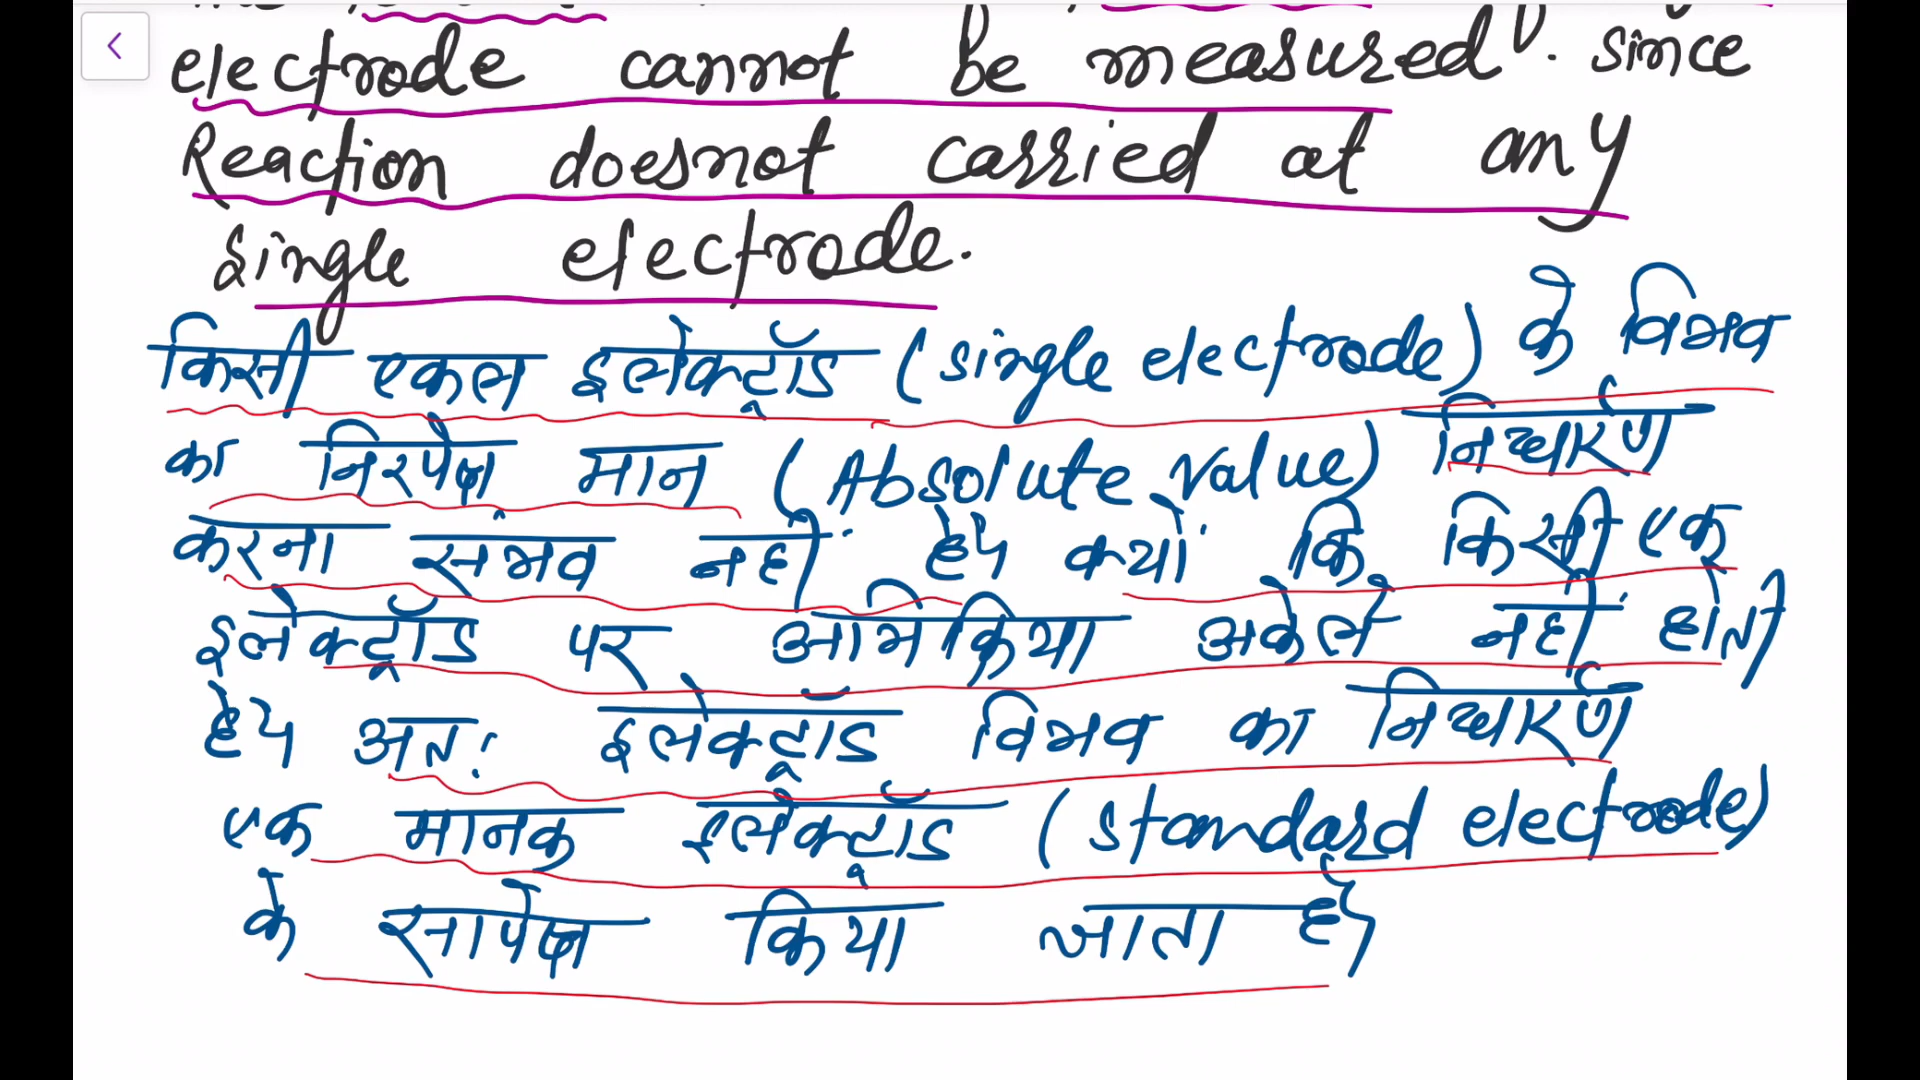 electrode cannot be measured. since
Reaction doesnot carried at any
single electrode.
किसी एकल इलेक्ट्रॉड (single electrode) के विभव
का निरपेक्ष मान (Absolute value) निर्धारण
करना संभव नहीं है। क्यों कि किसी एक
इलेक्ट्रॉड पर अभिक्रिया अकेले नहीं होती
है। अतः इलेक्ट्रॉड विभव का निर्धारण
एक मानक इलेक्ट्रॉड (standard electrode)
के सापेक्ष किया जाता है।